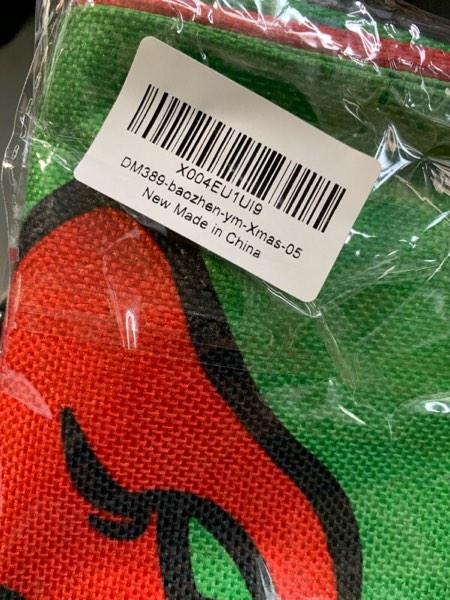 X004EU1UI9
DM389-baozhen-ym-Xmas-05
New Made in China